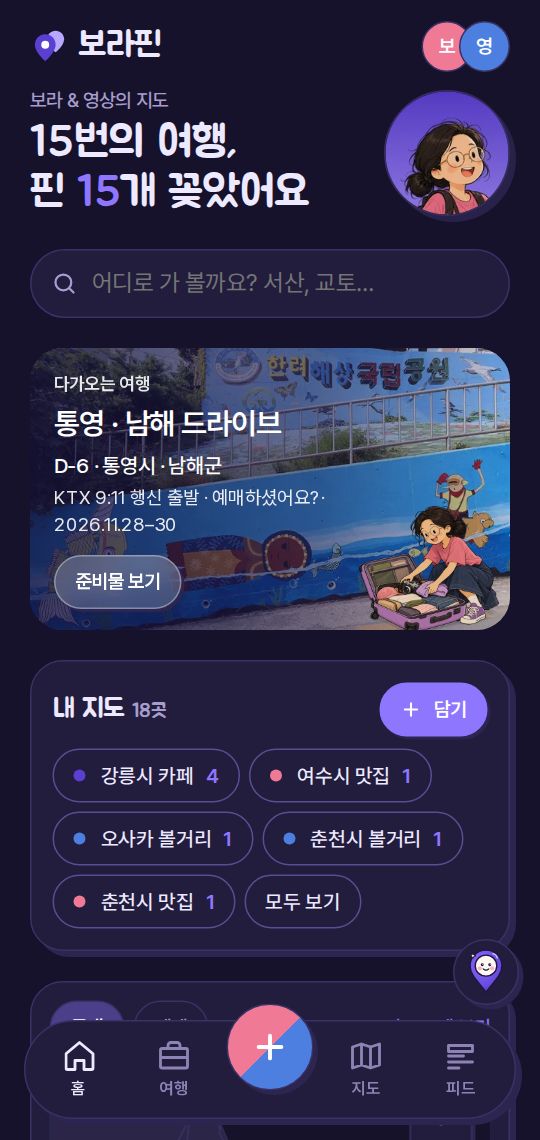 보라핀
보 영
보라 & 영상의 지도
15번의 여행,
핀 15개 꽂았어요
어디로 가 볼까요? 서산, 교토...
한려해상국립공원
다가오는 여행
통영 · 남해 드라이브
D-6 · 통영시 · 남해군
KTX 9:11 행신 출발 · 예매하셨어요? ·
2026.11.28–30
준비물 보기
내 지도 18곳
+ 담기
강릉시 카페 4
여수시 맛집 1
오사카 볼거리 1
춘천시 볼거리 1
춘천시 맛집 1
모두 보기
홈
여행
+
지도
피드